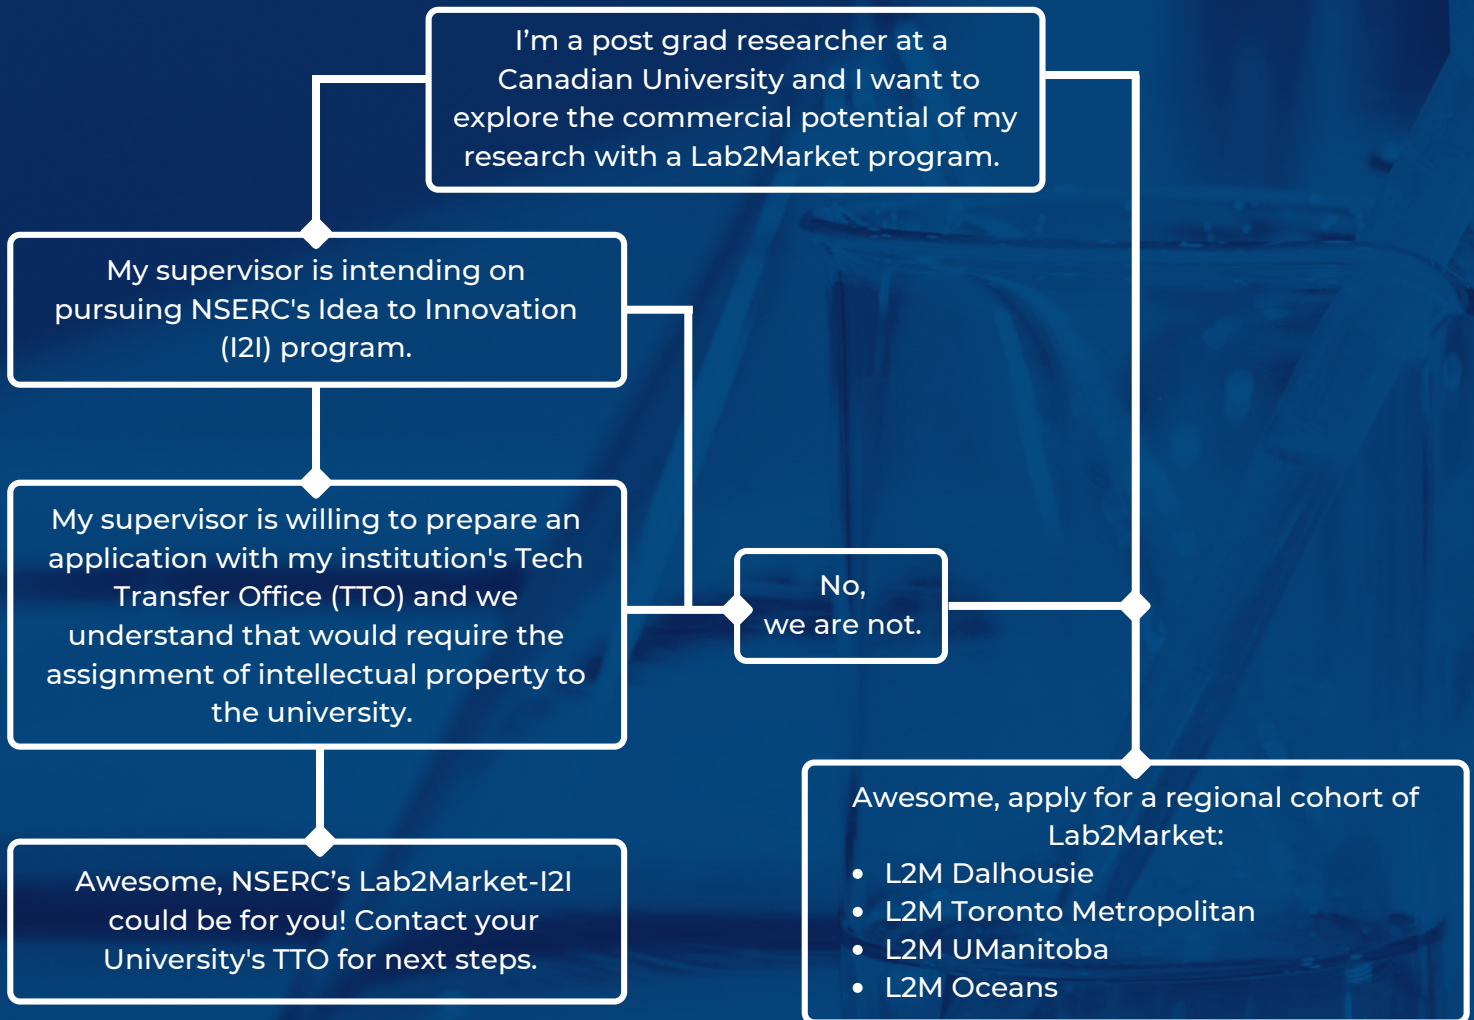 I’m a post grad researcher at a
Canadian University and I want to
explore the commercial potential of my
research with a Lab2Market program.
My supervisor is intending on
pursuing NSERC's Idea to Innovation
(I2I) program.
My supervisor is willing to prepare an
application with my institution's Tech
Transfer Office (TTO) and we
understand that would require the
assignment of intellectual property to
the university.
No,
we are not.
Awesome, NSERC’s Lab2Market-I2I
could be for you! Contact your
University's TTO for next steps.
Awesome, apply for a regional cohort of
Lab2Market:
• L2M Dalhousie
• L2M Toronto Metropolitan
• L2M UManitoba
• L2M Oceans